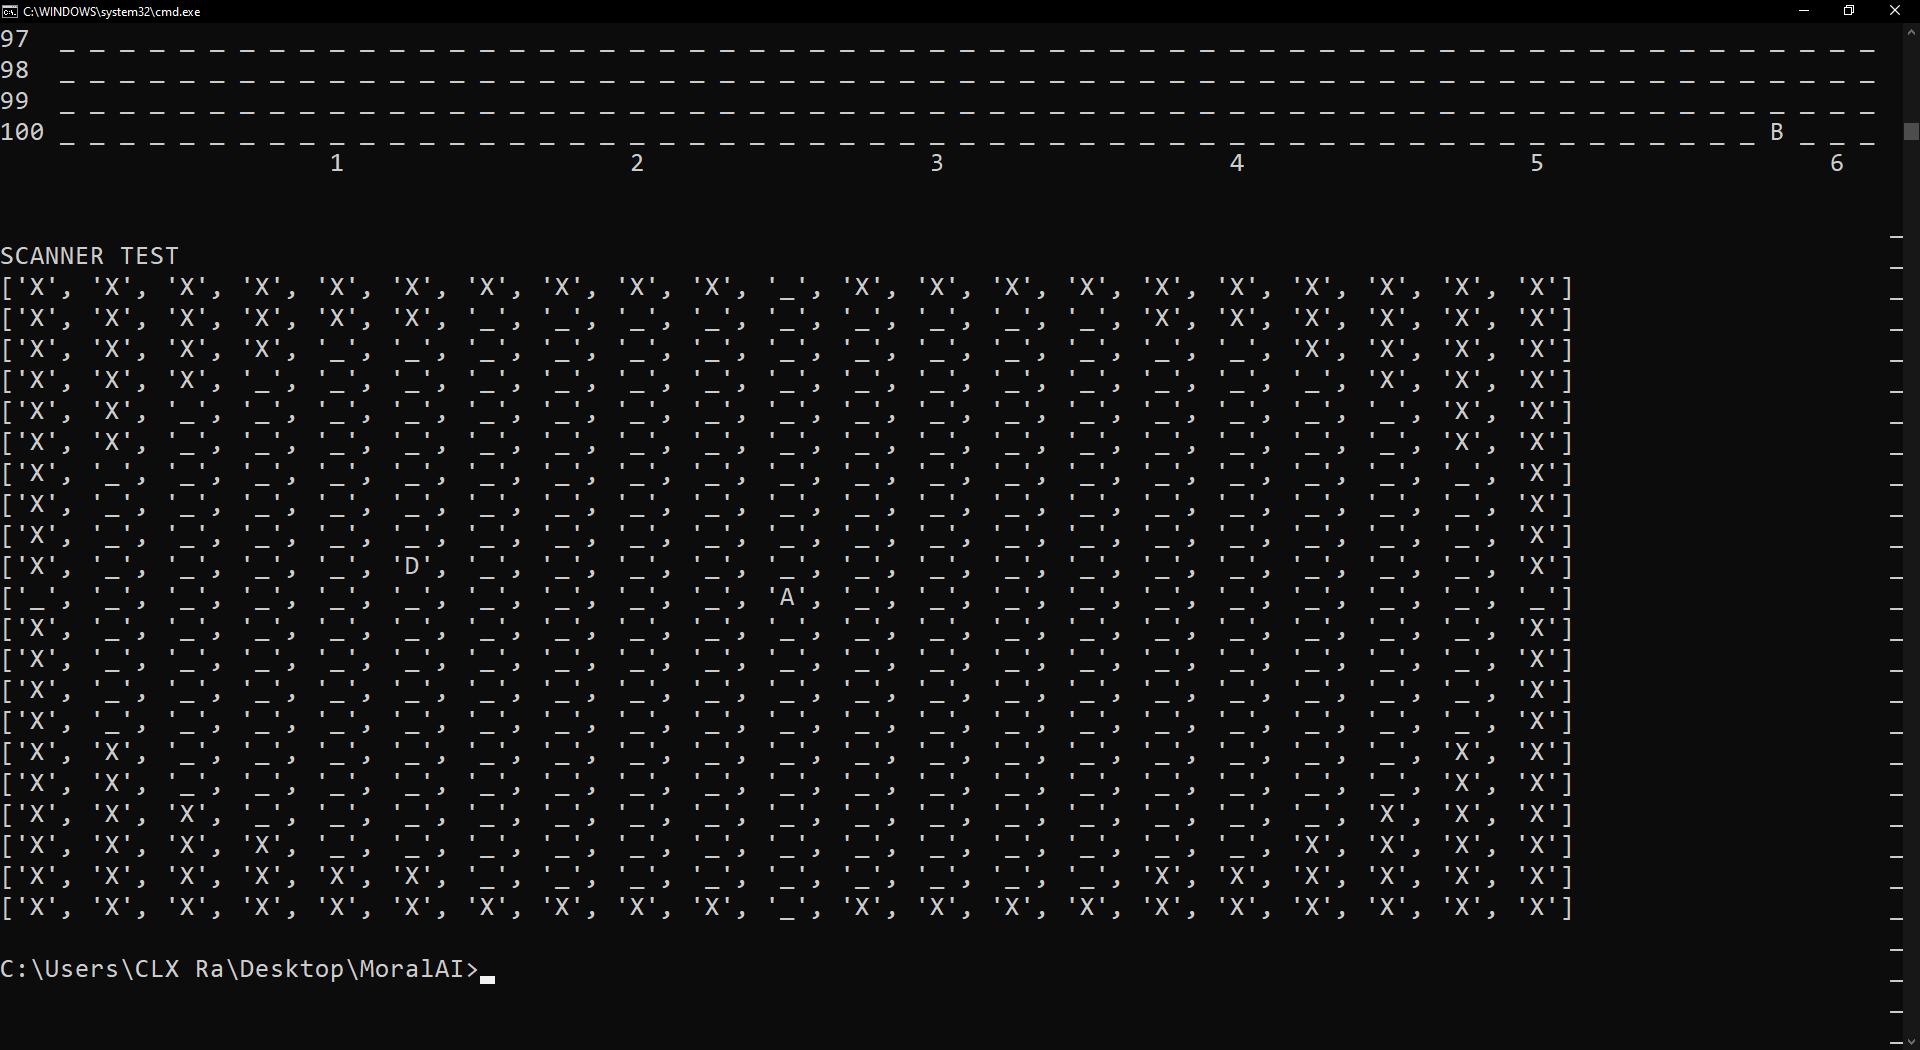 C:\WINDOWS\system32\cmd.exe
97 _ _ _ _ _ _ _ _ _ _ _ _ _ _ _ _ _ _ _ _ _ _ _ _ _ _ _ _ _ _ _ _ _ _ _ _ _ _ _ _ _ _ _ _ _ _ _ _ _ _ _ _ _ _ _ _ _ _ _ _ _
98 _ _ _ _ _ _ _ _ _ _ _ _ _ _ _ _ _ _ _ _ _ _ _ _ _ _ _ _ _ _ _ _ _ _ _ _ _ _ _ _ _ _ _ _ _ _ _ _ _ _ _ _ _ _ _ _ _ _ _ _ _
99 _ _ _ _ _ _ _ _ _ _ _ _ _ _ _ _ _ _ _ _ _ _ _ _ _ _ _ _ _ _ _ _ _ _ _ _ _ _ _ _ _ _ _ _ _ _ _ _ _ _ _ _ _ _ _ _ _ _ _ _ _
100 _ _ _ _ _ _ _ _ _ _ _ _ _ _ _ _ _ _ _ _ _ _ _ _ _ _ _ _ _ _ _ _ _ _ _ _ _ _ _ _ _ _ _ _ _ _ _ _ _ _ _ _ _ _ _ _ _ B _ _ _
1 2 3 4 5 6
SCANNER TEST
['X', 'X', 'X', 'X', 'X', 'X', 'X', 'X', 'X', 'X', '_', 'X', 'X', 'X', 'X', 'X', 'X', 'X', 'X', 'X', 'X']
['X', 'X', 'X', 'X', 'X', 'X', '_', '_', '_', '_', '_', '_', '_', '_', '_', 'X', 'X', 'X', 'X', 'X', 'X']
['X', 'X', 'X', 'X', '_', '_', '_', '_', '_', '_', '_', '_', '_', '_', '_', '_', '_', 'X', 'X', 'X', 'X']
['X', 'X', 'X', '_', '_', '_', '_', '_', '_', '_', '_', '_', '_', '_', '_', '_', '_', '_', 'X', 'X', 'X']
['X', 'X', '_', '_', '_', '_', '_', '_', '_', '_', '_', '_', '_', '_', '_', '_', '_', '_', '_', 'X', 'X']
['X', 'X', '_', '_', '_', '_', '_', '_', '_', '_', '_', '_', '_', '_', '_', '_', '_', '_', '_', 'X', 'X']
['X', '_', '_', '_', '_', '_', '_', '_', '_', '_', '_', '_', '_', '_', '_', '_', '_', '_', '_', '_', 'X']
['X', '_', '_', '_', '_', '_', '_', '_', '_', '_', '_', '_', '_', '_', '_', '_', '_', '_', '_', '_', 'X']
['X', '_', '_', '_', '_', '_', '_', '_', '_', '_', '_', '_', '_', '_', '_', '_', '_', '_', '_', '_', 'X']
['X', '_', '_', '_', '_', 'D', '_', '_', '_', '_', '_', '_', '_', '_', '_', '_', '_', '_', '_', '_', 'X']
['_', '_', '_', '_', '_', '_', '_', '_', '_', '_', 'A', '_', '_', '_', '_', '_', '_', '_', '_', '_', '_']
['X', '_', '_', '_', '_', '_', '_', '_', '_', '_', '_', '_', '_', '_', '_', '_', '_', '_', '_', '_', 'X']
['X', '_', '_', '_', '_', '_', '_', '_', '_', '_', '_', '_', '_', '_', '_', '_', '_', '_', '_', '_', 'X']
['X', '_', '_', '_', '_', '_', '_', '_', '_', '_', '_', '_', '_', '_', '_', '_', '_', '_', '_', '_', 'X']
['X', '_', '_', '_', '_', '_', '_', '_', '_', '_', '_', '_', '_', '_', '_', '_', '_', '_', '_', '_', 'X']
['X', 'X', '_', '_', '_', '_', '_', '_', '_', '_', '_', '_', '_', '_', '_', '_', '_', '_', '_', 'X', 'X']
['X', 'X', '_', '_', '_', '_', '_', '_', '_', '_', '_', '_', '_', '_', '_', '_', '_', '_', '_', 'X', 'X']
['X', 'X', 'X', '_', '_', '_', '_', '_', '_', '_', '_', '_', '_', '_', '_', '_', '_', '_', 'X', 'X', 'X']
['X', 'X', 'X', 'X', '_', '_', '_', '_', '_', '_', '_', '_', '_', '_', '_', '_', '_', 'X', 'X', 'X', 'X']
['X', 'X', 'X', 'X', 'X', 'X', '_', '_', '_', '_', '_', '_', '_', '_', '_', 'X', 'X', 'X', 'X', 'X', 'X']
['X', 'X', 'X', 'X', 'X', 'X', 'X', 'X', 'X', 'X', '_', 'X', 'X', 'X', 'X', 'X', 'X', 'X', 'X', 'X', 'X']
C:\Users\CLX Ra\Desktop\MoralAI>